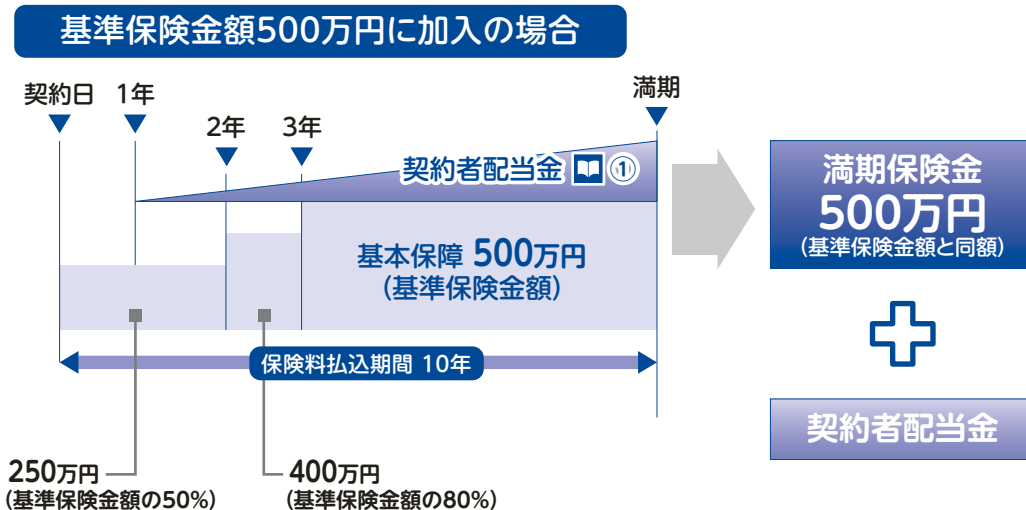 基準保険金額500万円に加入の場合
契約日
1年
2年
3年
満期
契約者配当金 ①
基本保障 500万円
(基準保険金額)
保険料払込期間 10年
250万円
(基準保険金額の50%)
400万円
(基準保険金額の80%)
満期保険金
500万円
(基準保険金額と同額)
契約者配当金